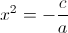 x² = -c/a